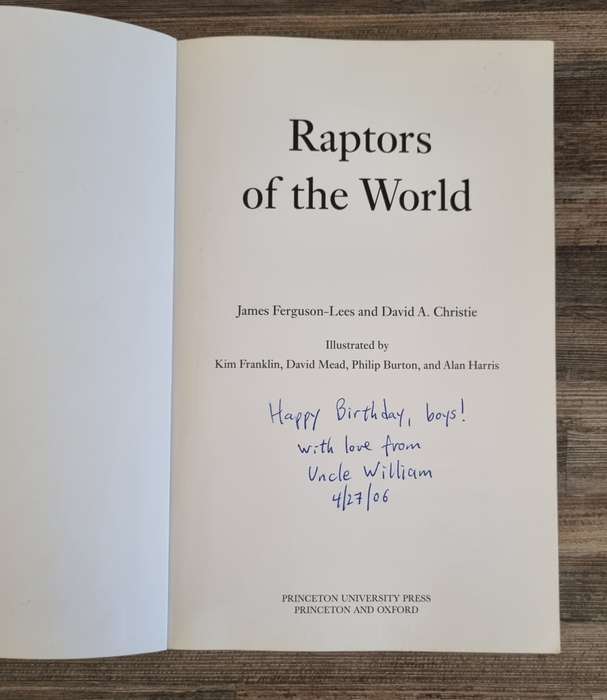 Raptors
of the World
James Ferguson-Lees and David A. Christie
Illustrated by
Kim Franklin, David Mead, Philip Burton, and Alan Harris
Happy Birthday, boys!
with love from
Uncle William
4/27/06
PRINCETON UNIVERSITY PRESS
PRINCETON AND OXFORD